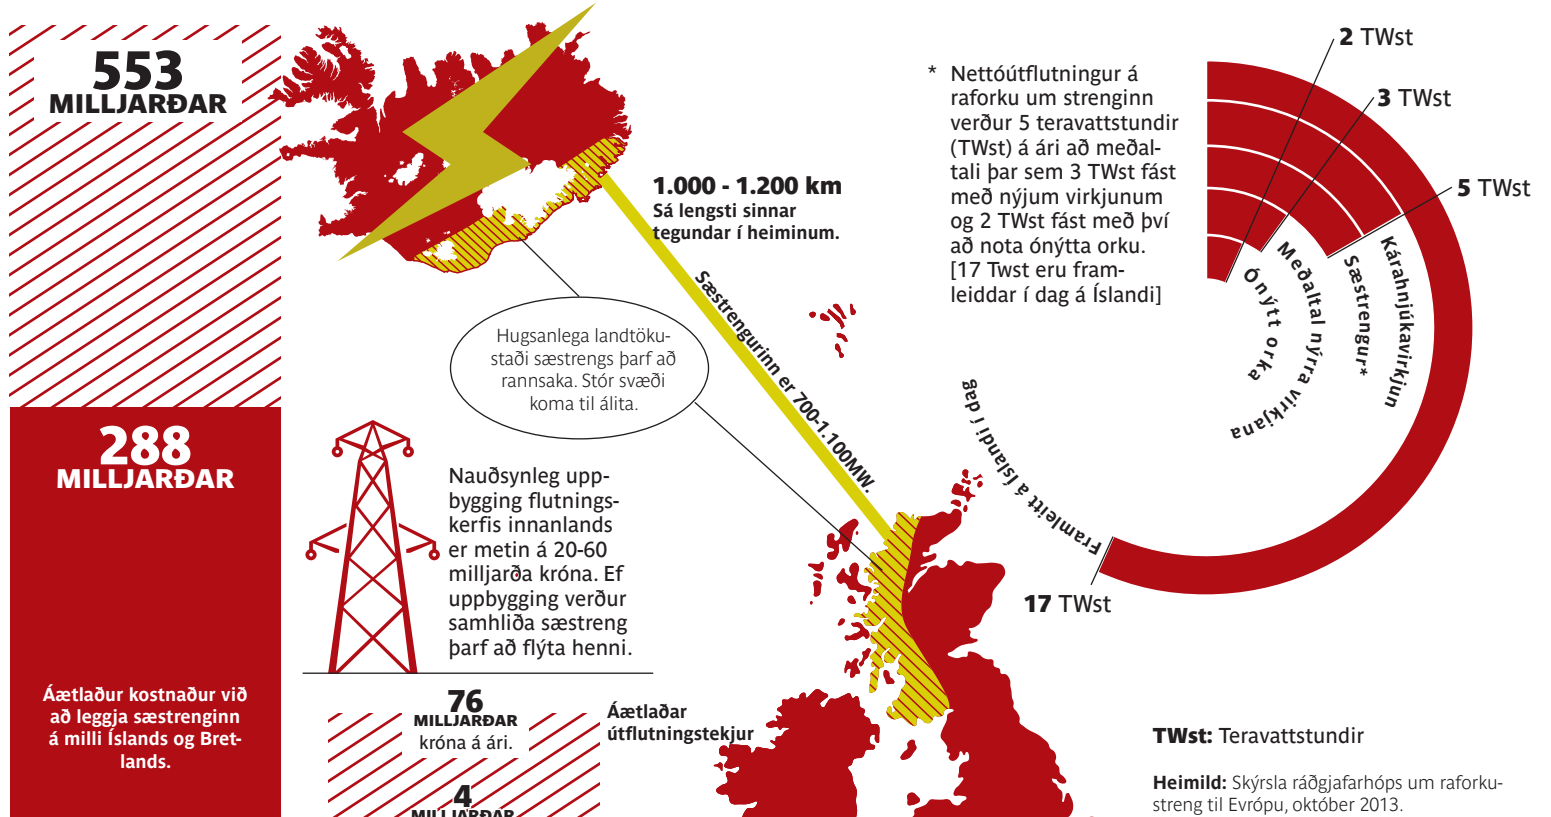 553
MILLJARÐAR
288
MILLJARÐAR
Áætlaður kostnaður við
að leggja sæstrenginn
á milli Íslands og Bret-
lands.
1.000 - 1.200 km
Sá lengsti sinnar
tegundar í heiminum.
Sæstrengurinn er 700-1.100MW.
Hugsanlega landtöku-
staði sæstrengs þarf að
rannsaka. Stór svæði
koma til álita.
Nauðsynleg upp-
bygging flutnings-
kerfis innanlands
er metin á 20-60
milljarða króna. Ef
uppbygging verður
samhliða sæstreng
þarf að flýta henni.
76
MILLJARÐAR
króna á ári.
4
MILLJARÐAR
Áætlaðar
útflutningstekjur
* Nettóútflutningur á
raforku um strenginn
verður 5 teravattstundir
(TWst) á ári að meðal-
tali þar sem 3 TWst fást
með nýjum virkjunum
og 2 TWst fást með því
að nota ónýtta orku.
[17 Twst eru fram-
leiddar í dag á Íslandi]
2 TWst
3 TWst
5 TWst
17 TWst
Ónýtt orka
Meðaltal nýrra virkjana
Sæstrengur*
Kárahnjúkavirkjun
Framleitt á Íslandi í dag
TWst: Teravattstundir
Heimild: Skýrsla ráðgjafarhóps um raforku-
streng til Evrópu, október 2013.